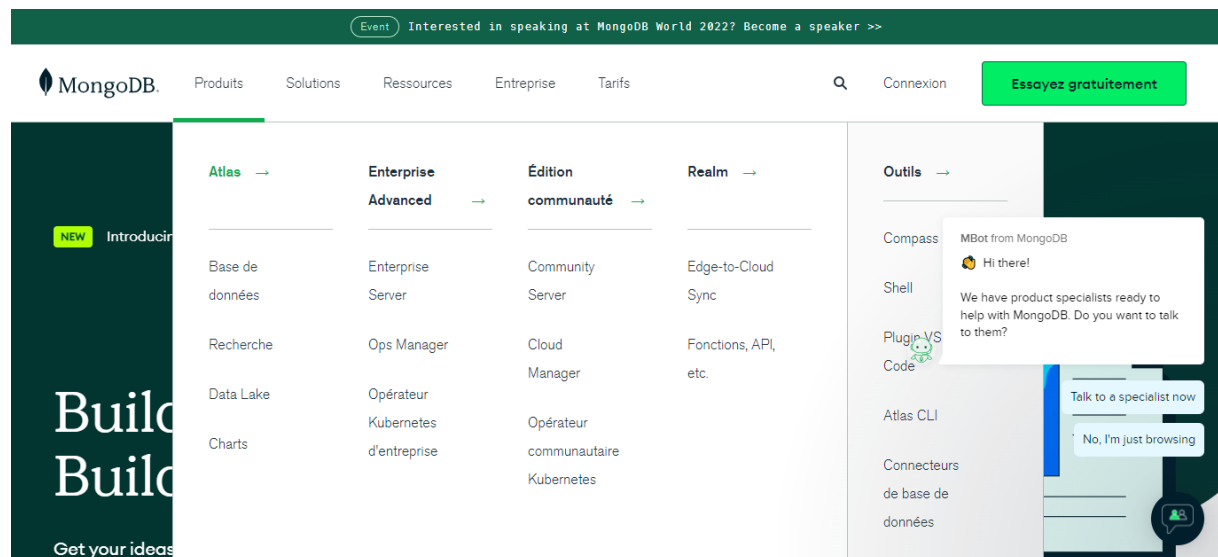 Event Interested in speaking at MongoDB World 2022? Become a speaker >>
MongoDB.
Produits
Solutions
Ressources
Entreprise
Tarifs
Connexion
Essayez gratuitement
Atlas →
Base de
données
Recherche
Data Lake
Charts
Enterprise
Advanced →
Enterprise
Server
Ops Manager
Opérateur
Kubernetes
d'entreprise
Édition
communauté →
Community
Server
Cloud
Manager
Opérateur
communautaire
Kubernetes
Realm →
Edge-to-Cloud
Sync
Fonctions, API,
etc.
Outils →
Compass
Shell
Plugin VS
Code
Atlas CLI
Connecteurs
de base de
données
NEW Introducin
Build
Build
Get your ideas
MBot from MongoDB
Hi there!
We have product specialists ready to
help with MongoDB. Do you want to talk
to them?
Talk to a specialist now
No, I'm just browsing